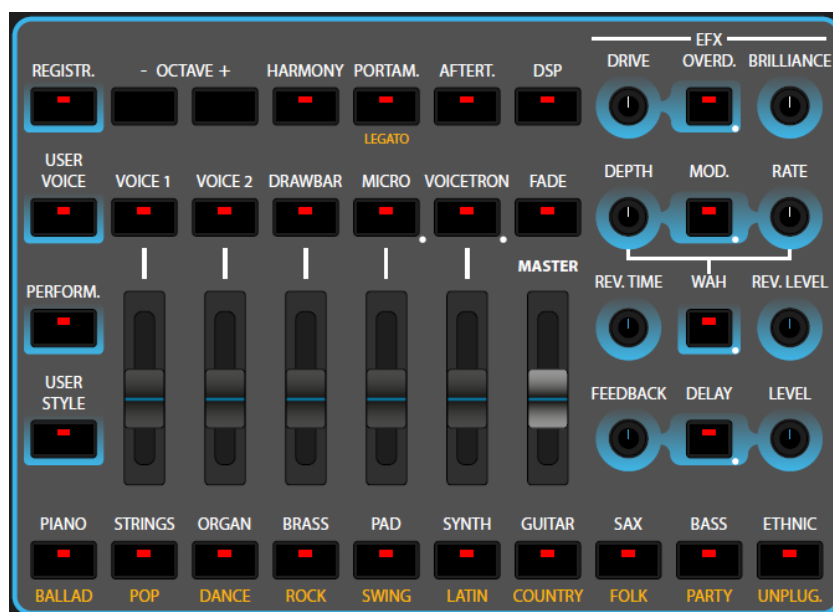 EFX
DRIVE OVERD. BRILLIANCE
REGISTR. - OCTAVE + HARMONY PORTAM. AFTERT. DSP
LEGATO
USER
VOICE VOICE 1 VOICE 2 DRAWBAR MICRO VOICETRON FADE
DEPTH MOD. RATE
MASTER
PERFORM.
REV. TIME WAH REV. LEVEL
USER
STYLE
FEEDBACK DELAY LEVEL
PIANO STRINGS ORGAN BRASS PAD SYNTH GUITAR SAX BASS ETHNIC
BALLAD POP DANCE ROCK SWING LATIN COUNTRY FOLK PARTY UNPLUG.